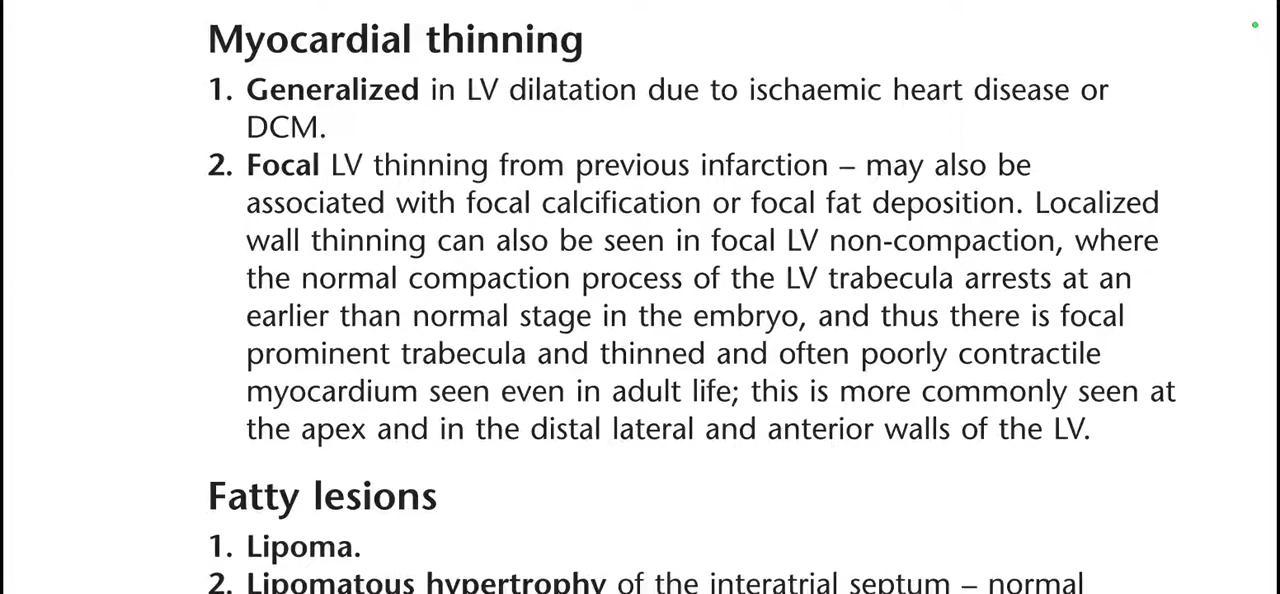 Myocardial thinning
1. Generalized in LV dilatation due to ischaemic heart disease or
DCM.
2. Focal LV thinning from previous infarction – may also be
associated with focal calcification or focal fat deposition. Localized
wall thinning can also be seen in focal LV non-compaction, where
the normal compaction process of the LV trabecula arrests at an
earlier than normal stage in the embryo, and thus there is focal
prominent trabecula and thinned and often poorly contractile
myocardium seen even in adult life; this is more commonly seen at
the apex and in the distal lateral and anterior walls of the LV.
Fatty lesions
1. Lipoma.
2. Lipomatous hypertrophy of the interatrial septum – normal